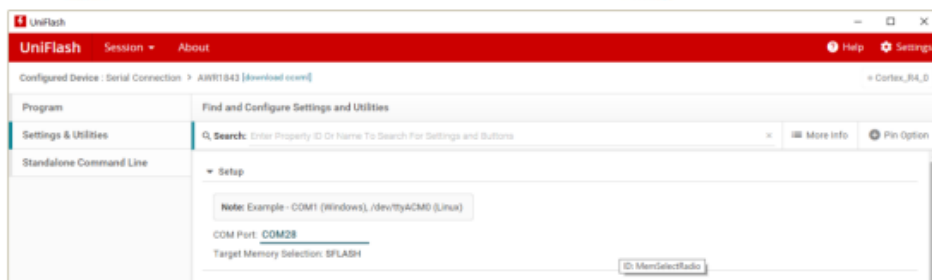 UniFlash
UniFlash Session About Help Settings
Configured Device : Serial Connection > AWR1843 [download ccxml] Cortex_R4_0
Program Find and Configure Settings and Utilities
Settings & Utilities Search: Enter Property ID Or Name To Search For Settings and Buttons × More Info Pin Option
Standalone Command Line
Setup
Note: Example - COM1 (Windows), /dev/ttyACM0 (Linux)
COM Port: COM28
Target Memory Selection: SFLASH
ID: MemSelectRadio